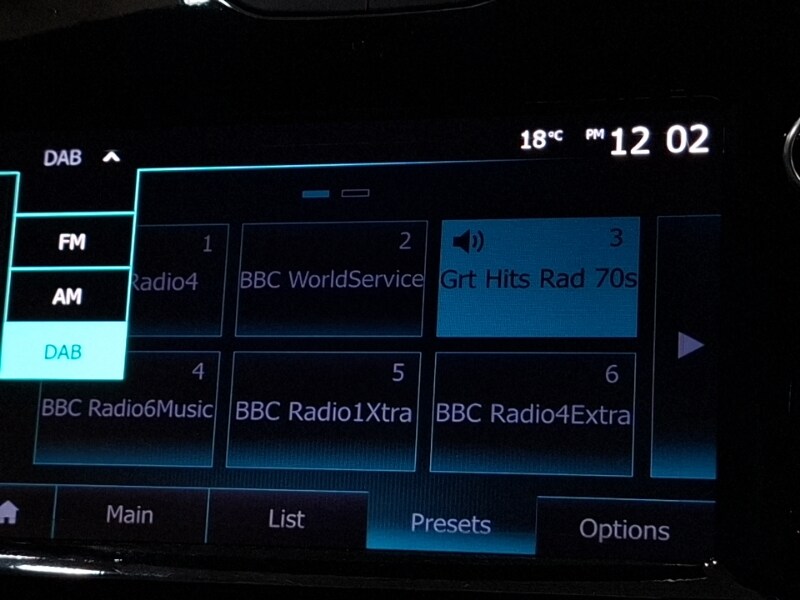 DAB
18°C PM 12 02
FM
AM
DAB
1
Radio4
2
BBC WorldService
3
Grt Hits Rad 70s
4
BBC Radio6Music
5
BBC Radio1Xtra
6
BBC Radio4Extra
Main
List
Presets
Options